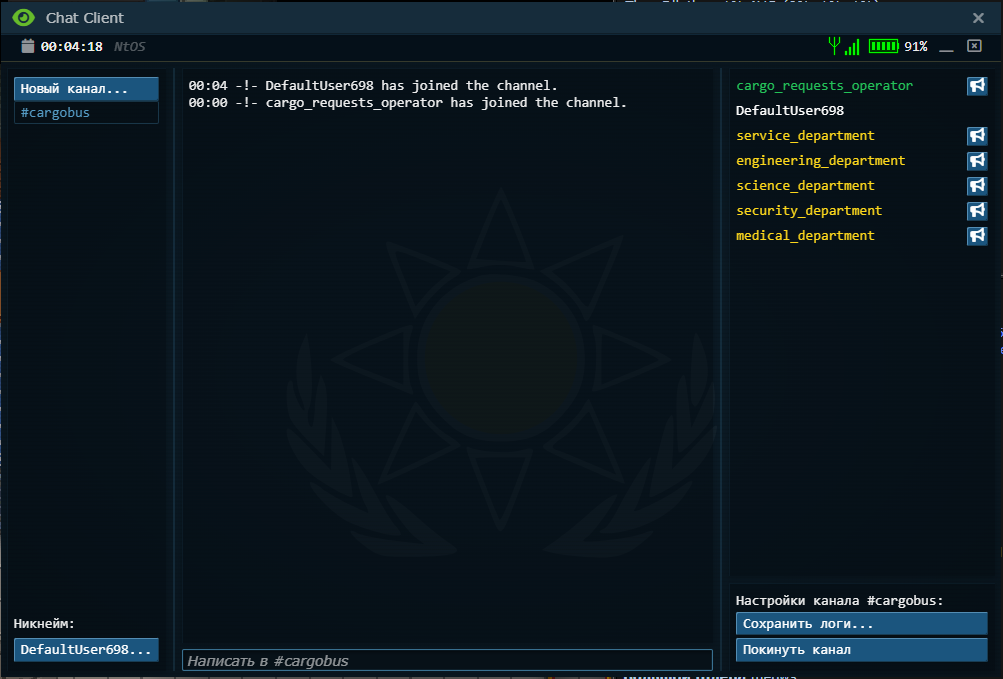 Chat Client
00:04:18 NtOS
91%
Новый канал...
#cargobus
00:04 -!- DefaultUser698 has joined the channel.
00:00 -!- cargo_requests_operator has joined the channel.
cargo_requests_operator
DefaultUser698
service_department
engineering_department
science_department
security_department
medical_department
Никнейм:
DefaultUser698...
Написать в #cargobus
Настройки канала #cargobus:
Сохранить логи...
Покинуть канал